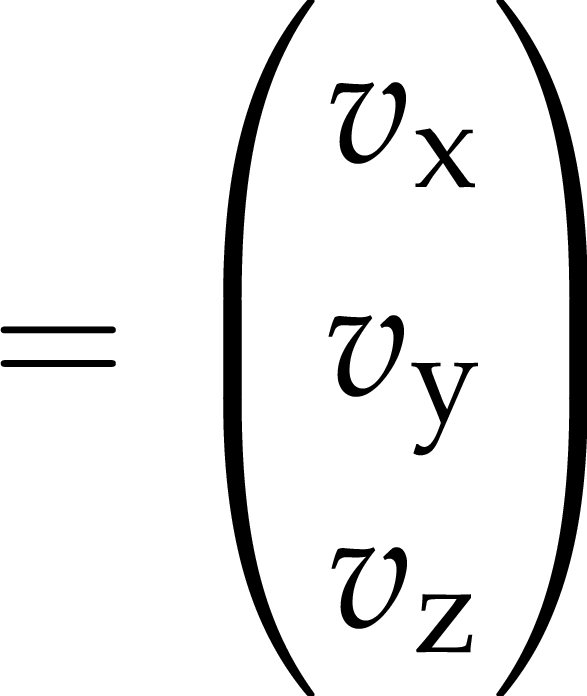 = ( v_x
v_y
v_z )